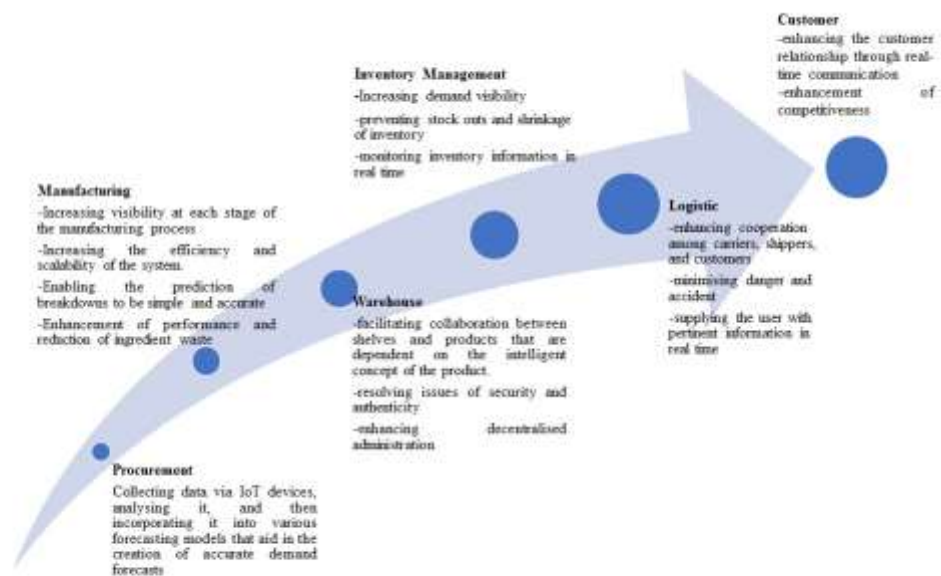 Customer
-enhancing the customer
relationship through real-
time communication
-enhancement of
competitiveness
Inventory Management
-Increasing demand visibility
-preventing stock outs and shrinkage
of inventory
-monitoring inventory information in
real time
Manufacturing
-Increasing visibility at each stage of
the manufacturing process
-Increasing the efficiency and
scalability of the system.
-Enabling the prediction of
breakdowns to be simple and accurate
-Enhancement of performance and
reduction of ingredient waste
Logistic
-enhancing cooperation
among carriers, shippers,
and customers
-minimising danger and
accident
-supplying the user with
pertinent information in
real time
Warehouse
-facilitating collaboration between
shelves and products that are
dependent on the intelligent
concept of the product.
-resolving issues of security and
authenticity
-enhancing decentralised
administration
Procurement
Collecting data via IoT devices,
analysing it, and then
incorporating it into various
forecasting models that aid in the
creation of accurate demand
forecasts